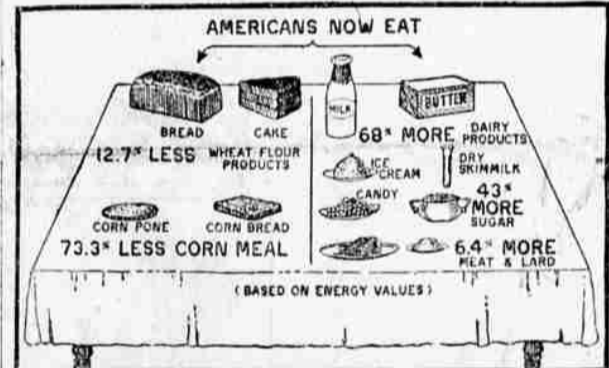 AMERICANS NOW EAT
MILK
BUTTER
BREAD CAKE
12.7% LESS WHEAT FLOUR PRODUCTS
68% MORE DAIRY PRODUCTS
ICE CREAM
DRY SKIMMILK
CANDY
43% MORE SUGAR
CORN PONE CORN BREAD
73.3% LESS CORN MEAL
6.4% MORE MEAT & LARD
(BASED ON ENERGY VALUES)